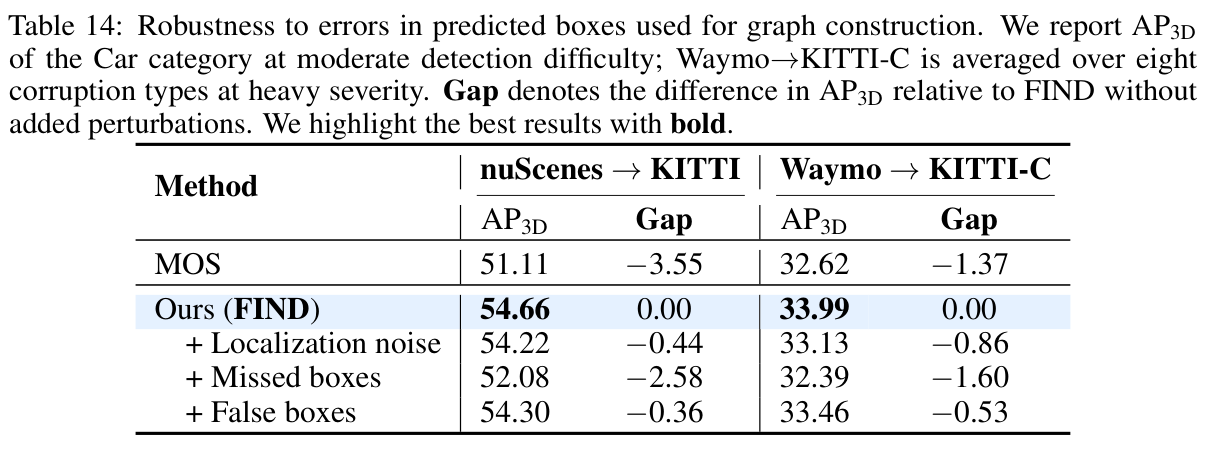 Table 14: Robustness to errors in predicted boxes used for graph construction. We report AP3D
of the Car category at moderate detection difficulty; Waymo→KITTI-C is averaged over eight
corruption types at heavy severity. Gap denotes the difference in AP3D relative to FIND without
added perturbations. We highlight the best results with bold.
Method nuScenes → KITTI Waymo → KITTI-C
AP3D Gap AP3D Gap
MOS 51.11 −3.55 32.62 −1.37
Ours (FIND) 54.66 0.00 33.99 0.00
+ Localization noise 54.22 −0.44 33.13 −0.86
+ Missed boxes 52.08 −2.58 32.39 −1.60
+ False boxes 54.30 −0.36 33.46 −0.53